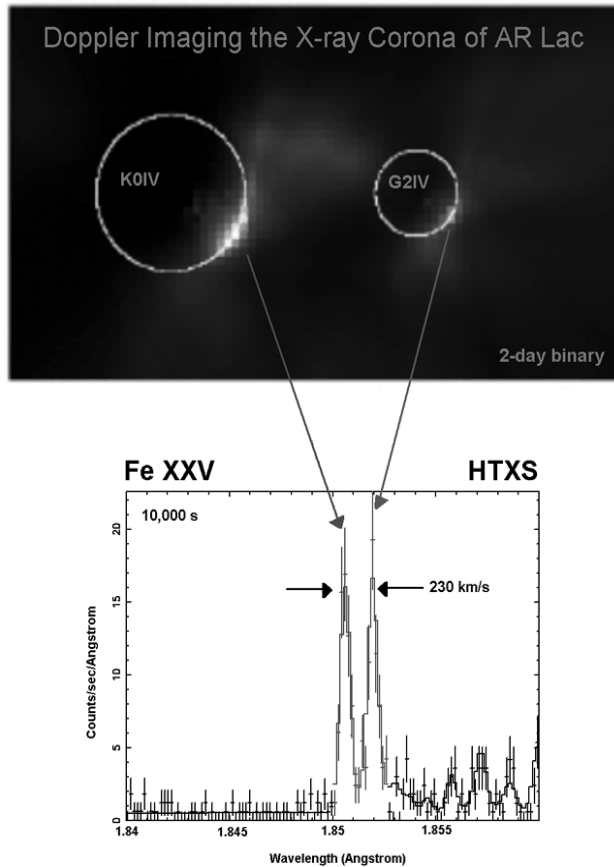 Doppler Imaging the X-ray Corona of AR Lac
K0IV
G2IV
2-day binary
Fe XXV
HTXS
10,000 s
230 km/s
20
15
10
5
0
Counts/sec/Angstrom
1.84
1.845
1.85
1.855
Wavelength (Angstrom)